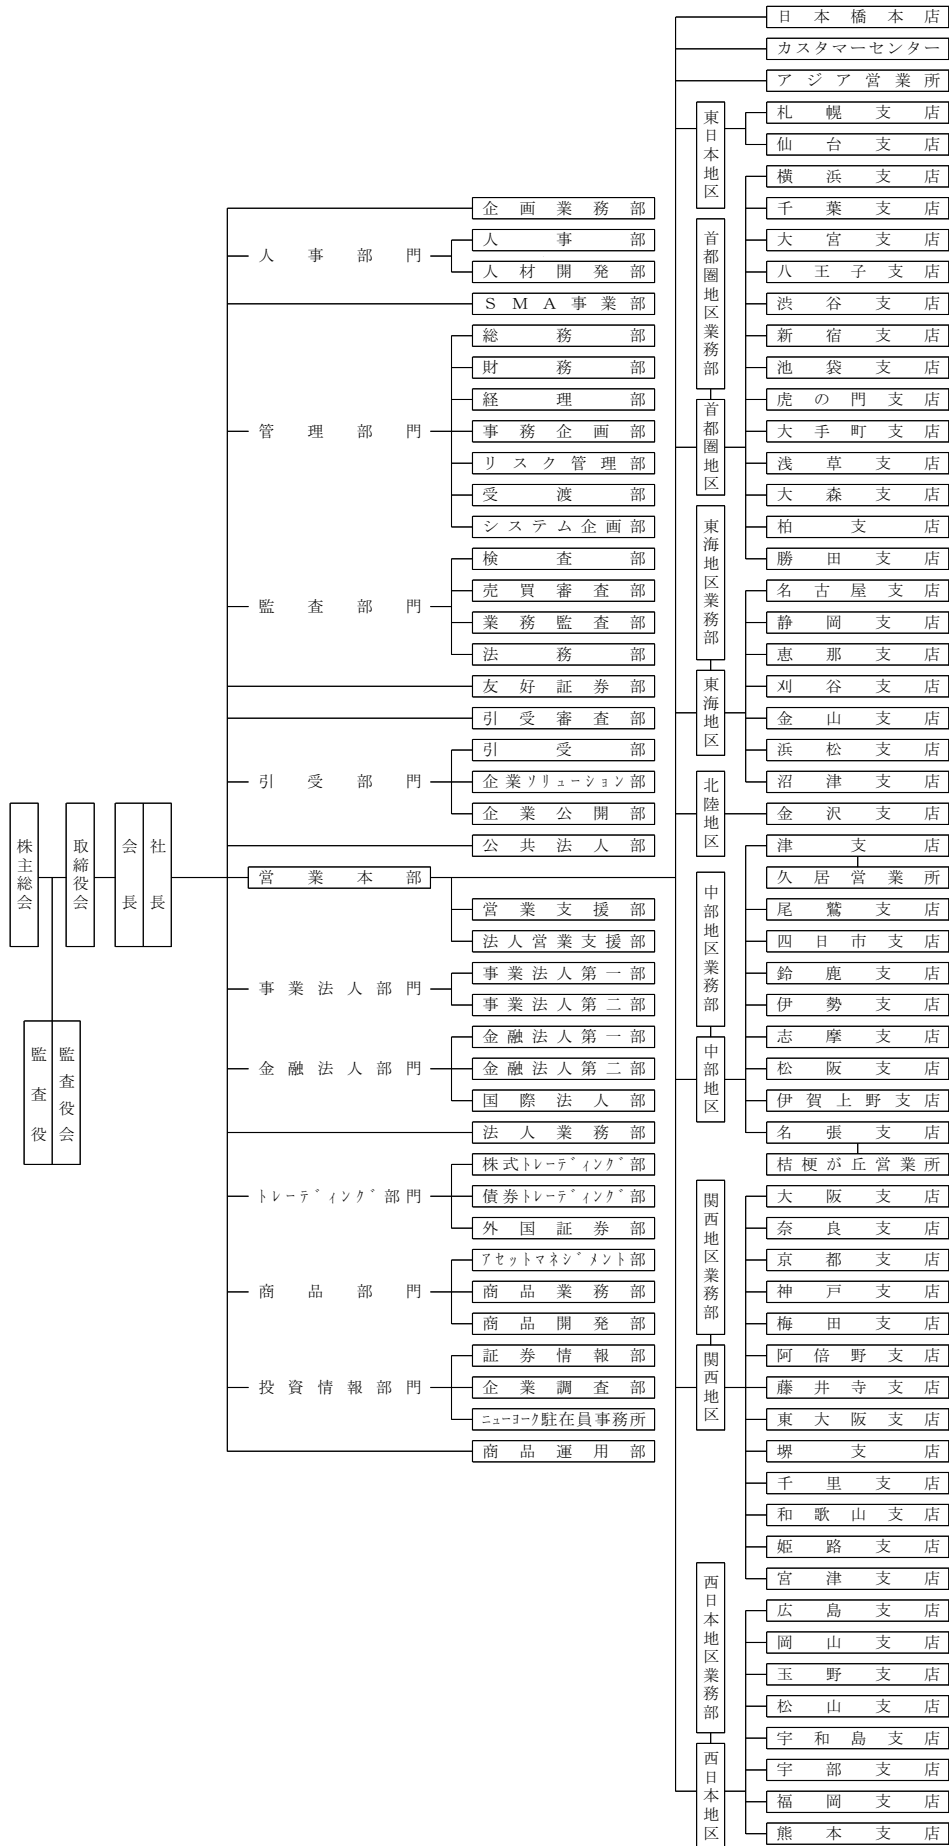 株主総会
取締役会
会長
社長
監査役
監査役会
企画業務部
人事部門
人事部
人材開発部
SMA事業部
管理部門
総務部
財務部
経理部
事務企画部
リスク管理部
受渡部
システム企画部
監査部門
検査部
売買審査部
業務監査部
法務部
友好証券部
引受審査部
引受部門
引受部
企業ソリューション部
企業公開部
公共法人部
営業本部
営業支援部
法人営業支援部
事業法人部門
事業法人第一部
事業法人第二部
金融法人部門
金融法人第一部
金融法人第二部
国際法人部
法人業務部
トレーディング部門
株式トレーディング部
債券トレーディング部
外国証券部
商品部門
アセットマネジメント部
商品業務部
商品開発部
投資情報部門
証券情報部
企業調査部
ニューヨーク駐在員事務所
商品運用部
日本橋本店
カスタマーセンター
アジア営業所
東日本地区
札幌支店
仙台支店
首都圏地区業務部
首都圏地区
横浜支店
千葉支店
大宮支店
八王子支店
渋谷支店
新宿支店
池袋支店
虎の門支店
大手町支店
浅草支店
大森支店
柏支店
勝田支店
東海地区業務部
東海地区
名古屋支店
静岡支店
恵那支店
刈谷支店
金山支店
浜松支店
沼津支店
北陸地区
金沢支店
中部地区業務部
中部地区
津支店
久居営業所
尾鷲支店
四日市支店
鈴鹿支店
伊勢支店
志摩支店
松阪支店
伊賀上野支店
名張支店
桔梗が丘営業所
関西地区業務部
関西地区
大阪支店
奈良支店
京都支店
神戸支店
梅田支店
阿倍野支店
藤井寺支店
東大阪支店
堺支店
千里支店
和歌山支店
姫路支店
宮津支店
西日本地区業務部
西日本地区
広島支店
岡山支店
玉野支店
松山支店
宇和島支店
宇部支店
福岡支店
熊本支店